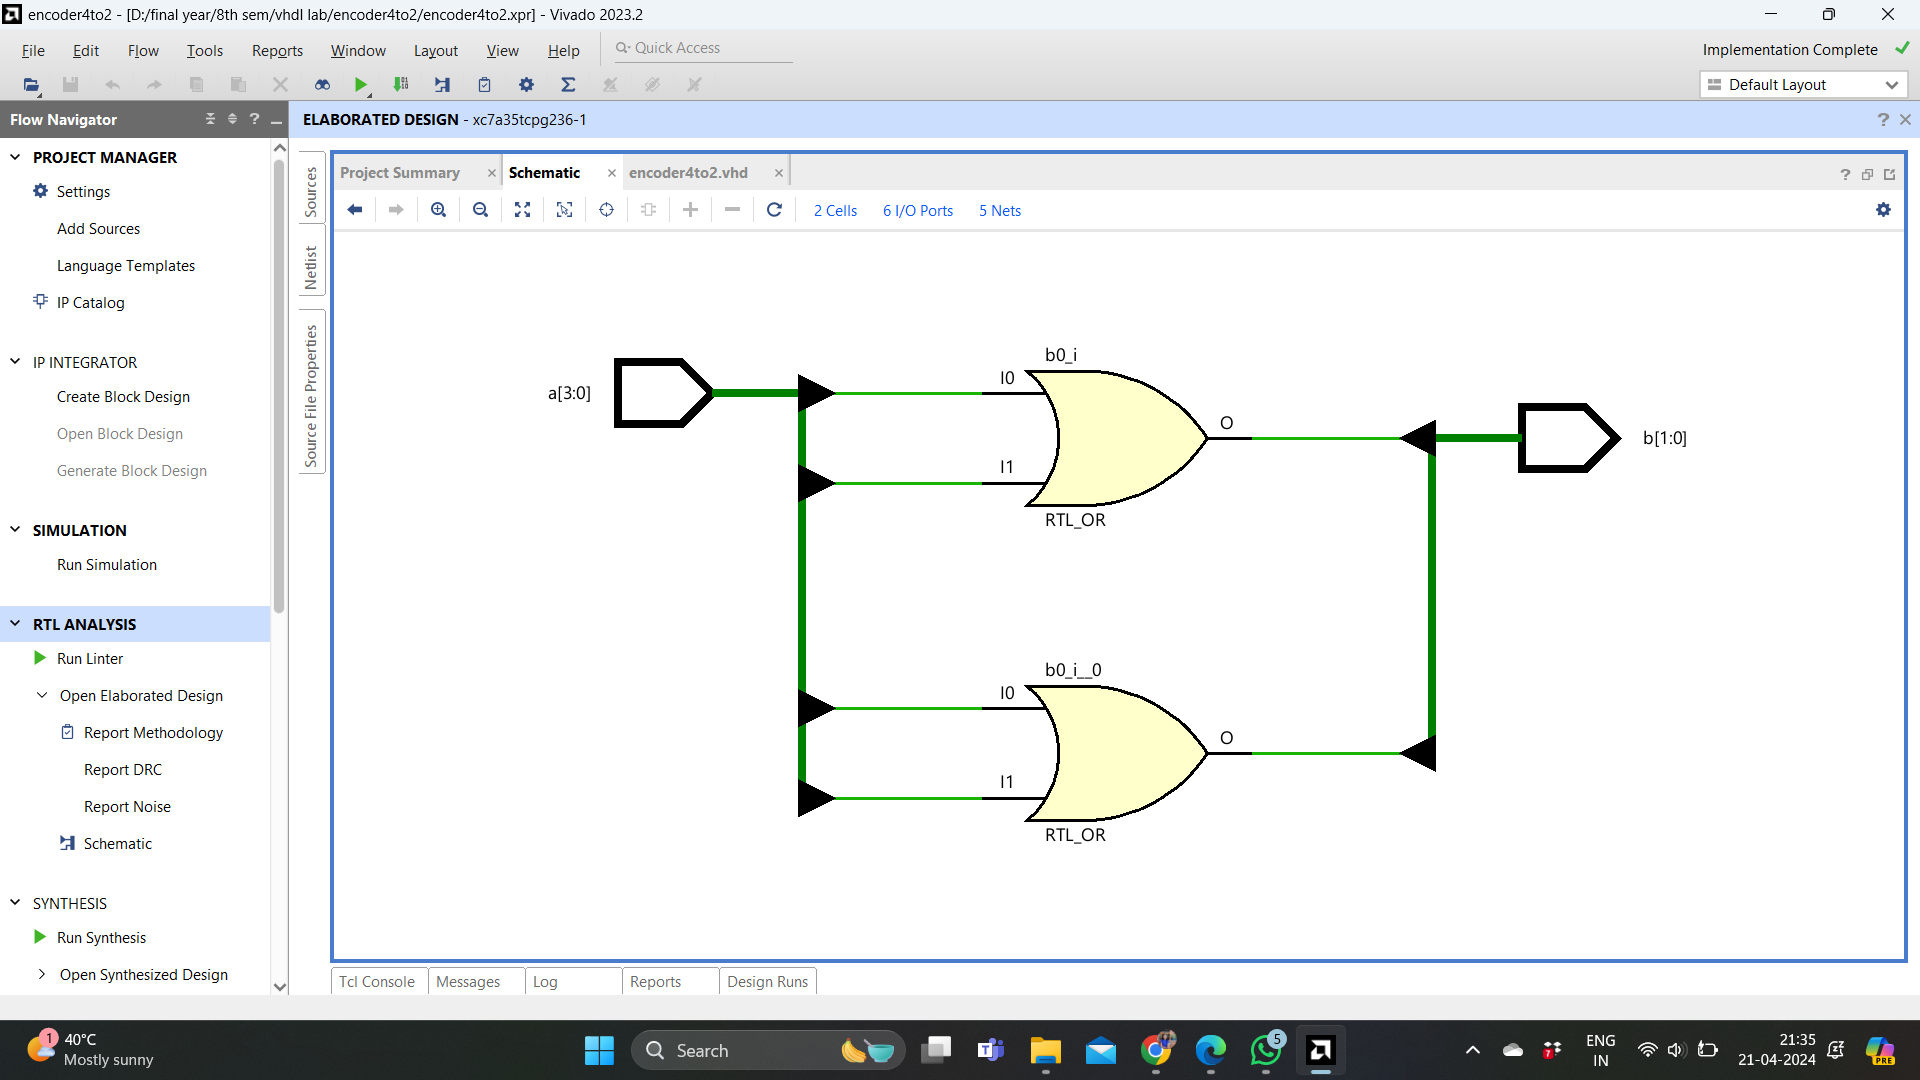 encoder4to2 - [D:/final year/8th sem/vhdl lab/encoder4to2/encoder4to2.xpr] - Vivado 2023.2
File Edit Flow Tools Reports Window Layout View Help Quick Access
Implementation Complete
Default Layout
Flow Navigator
ELABORATED DESIGN - xc7a35tcpg236-1
PROJECT MANAGER
Settings
Add Sources
Language Templates
IP Catalog
IP INTEGRATOR
Create Block Design
Open Block Design
Generate Block Design
SIMULATION
Run Simulation
RTL ANALYSIS
Run Linter
Open Elaborated Design
Report Methodology
Report DRC
Report Noise
Schematic
SYNTHESIS
Run Synthesis
Open Synthesized Design
Sources
Netlist
Source File Properties
Project Summary
Schematic
encoder4to2.vhd
2 Cells 6 I/O Ports 5 Nets
b0_i
I0
a[3:0]
O
b[1:0]
I1
RTL_OR
b0_i__0
I0
O
I1
RTL_OR
Tcl Console
Messages
Log
Reports
Design Runs
1
40°C
Mostly sunny
Search
5
7
ENG
IN
21:35
21-04-2024
PRE